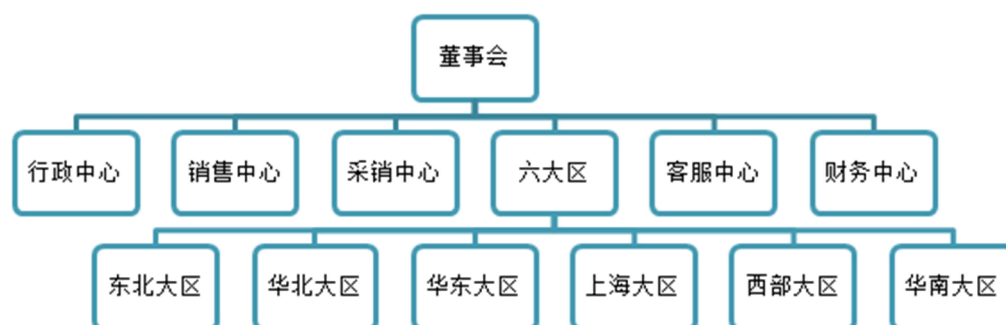 董事会
行政中心
销售中心
采销中心
六大区
客服中心
财务中心
东北大区
华北大区
华东大区
上海大区
西部大区
华南大区